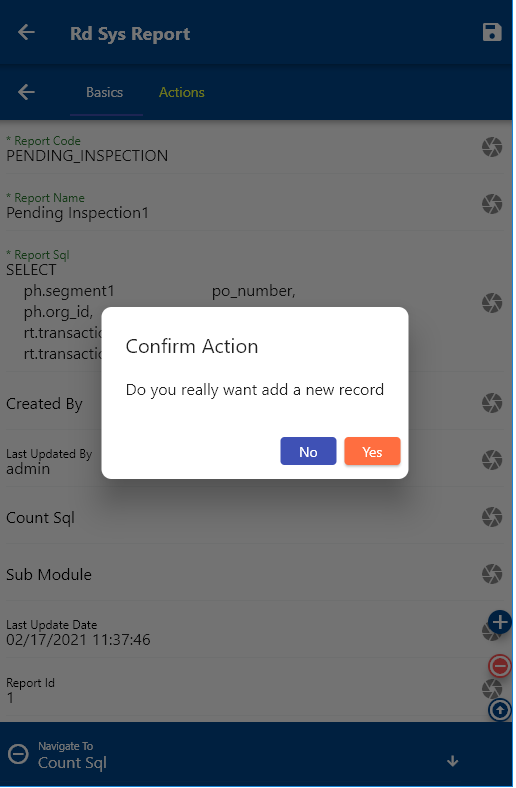 Rd Sys Report
Basics
Actions
* Report Code
PENDING_INSPECTION
* Report Name
Pending Inspection1
* Report Sql
SELECT
ph.segment1 po_number,
ph.org_id,
rt.transactio
rt.transactio
Confirm Action
Do you really want add a new record
No
Yes
Created By
Last Updated By
admin
Count Sql
Sub Module
Last Update Date
02/17/2021 11:37:46
Report Id
1
Navigate To
Count Sql